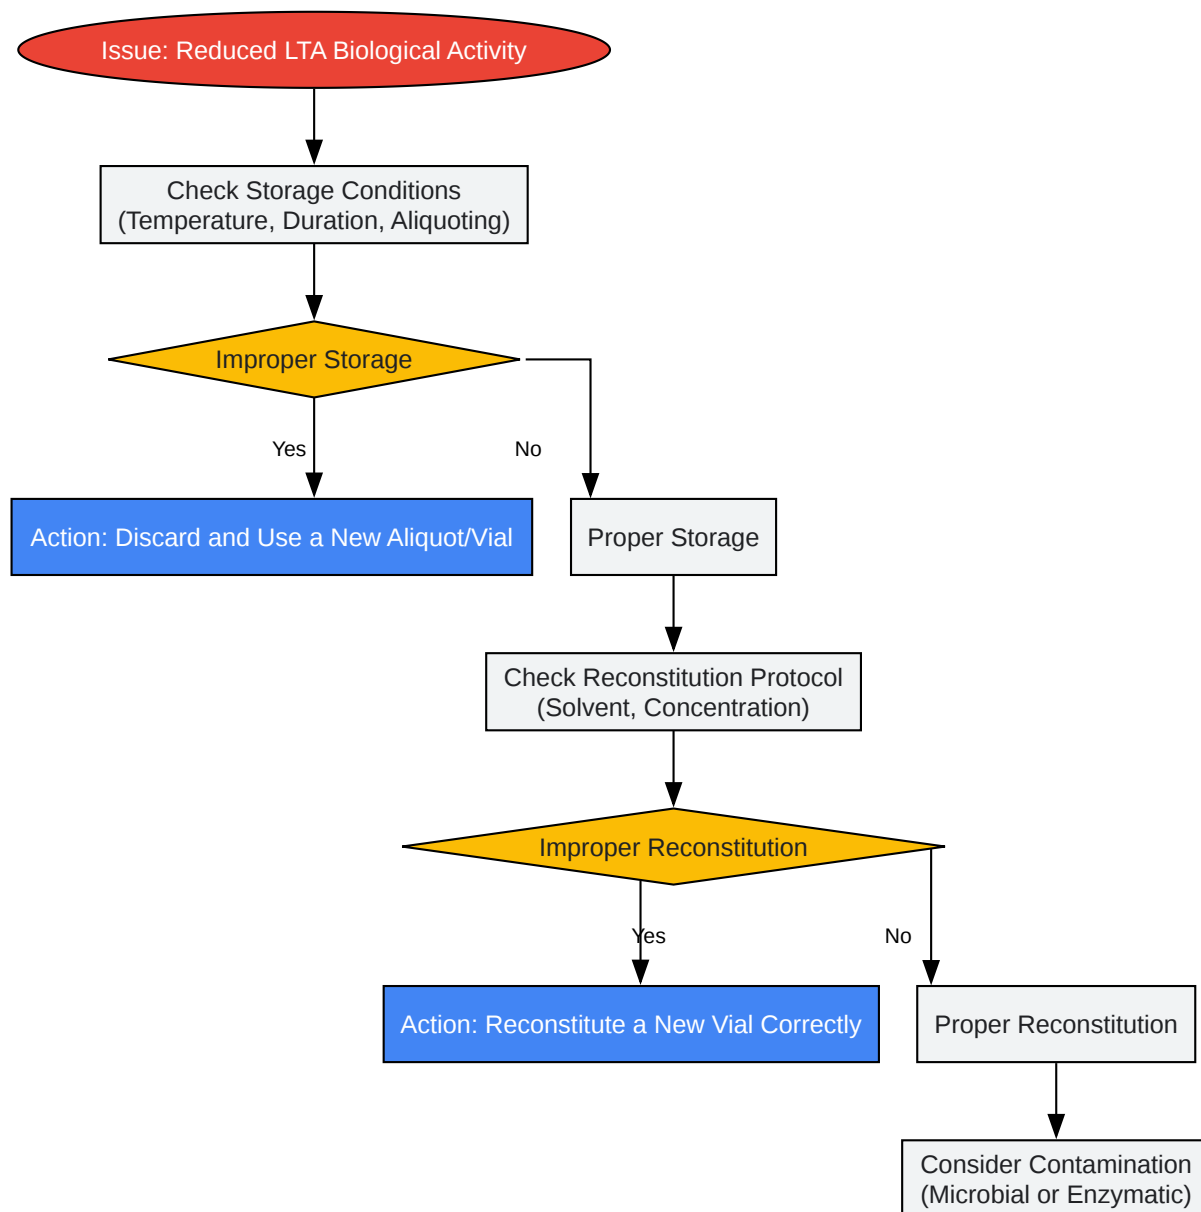 Issue: Reduced LTA Biological Activity
Check Storage Conditions
(Temperature, Duration, Aliquoting)
Improper Storage
Yes
No
Action: Discard and Use a New Aliquot/Vial
Proper Storage
Check Reconstitution Protocol
(Solvent, Concentration)
Improper Reconstitution
Yes
No
Action: Reconstitute a New Vial Correctly
Proper Reconstitution
Consider Contamination
(Microbial or Enzymatic)